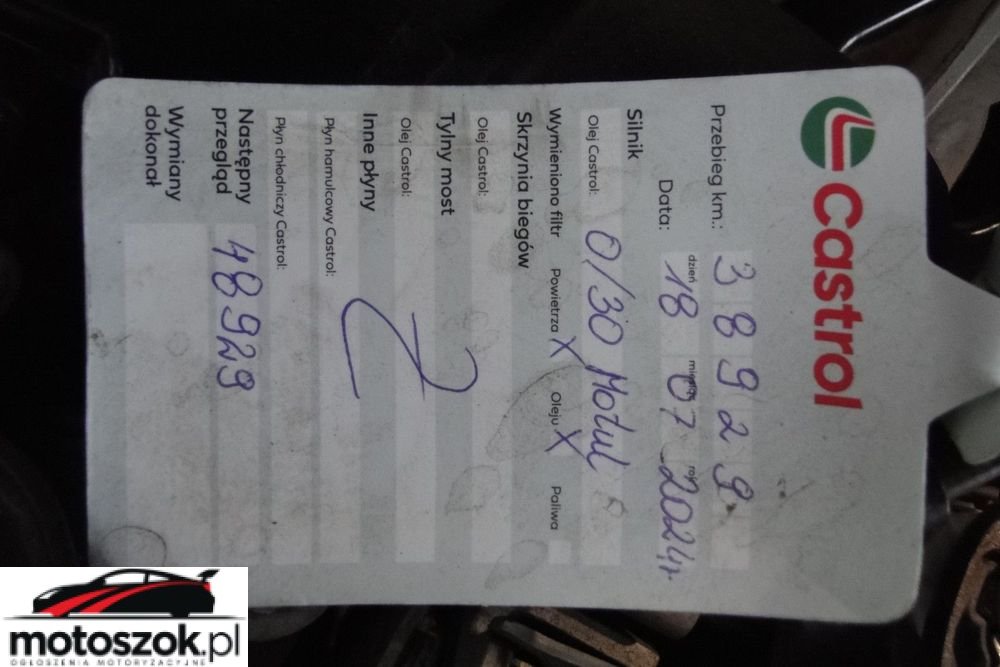 Castrol
Przebieg km.: 38929
dzień miesiąc rok
Data: 18 07 2024r
Silnik
Olej Castrol: 0/30 Motul
Wymieniono filtr Powietrza X Oleju X Paliwa
Skrzynia biegów
Olej Castrol:
Tylny most
Olej Castrol:
Inne płyny
Płyn hamulcowy Castrol:
Płyn chłodniczy Castrol:
Następny
przegląd 48929
Wymiany
dokonał
motoszok.pl
OGŁOSZENIA MOTORYZACYJNE